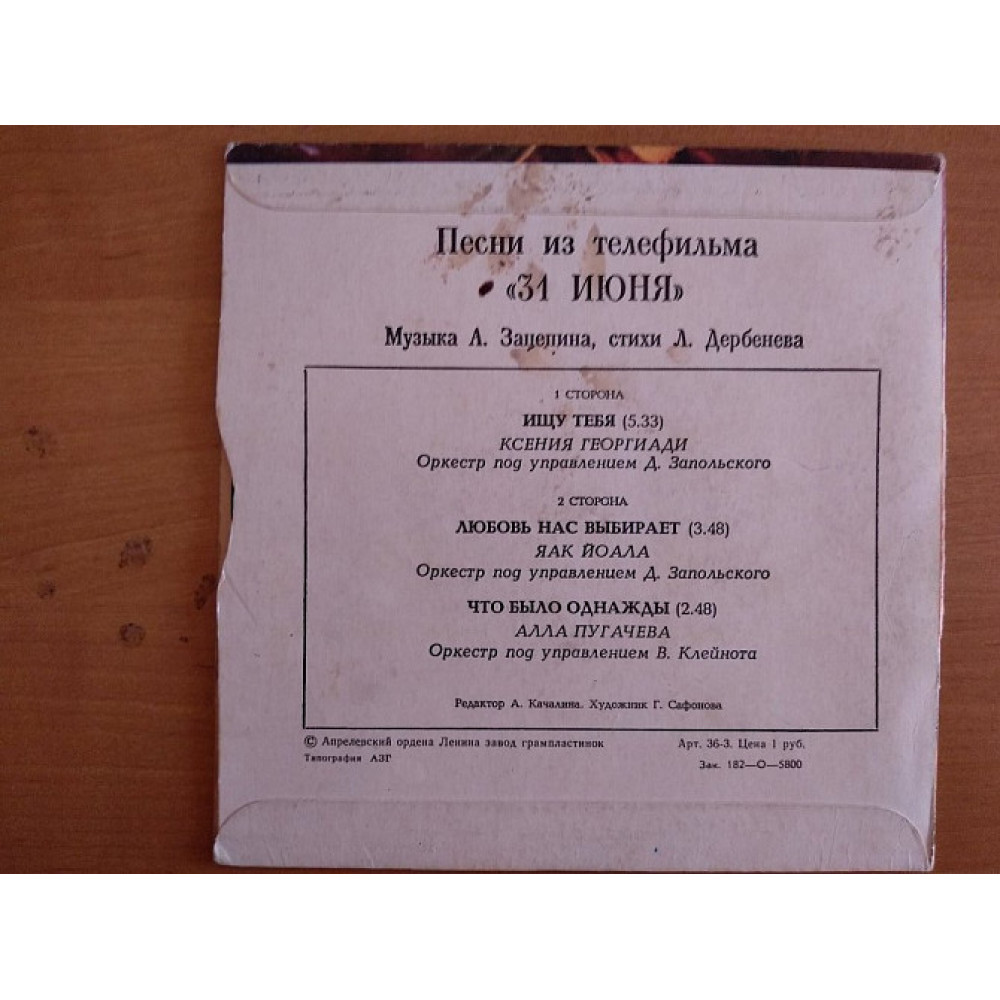 Песни из телефильма
«31 ИЮНЯ»
Музыка А. Зацепина, стихи Л. Дербенева
1 СТОРОНА
ИЩУ ТЕБЯ (5.33)
КСЕНИЯ ГЕОРГИАДИ
Оркестр под управлением Д. Запольского
2 СТОРОНА
ЛЮБОВЬ НАС ВЫБИРАЕТ (3.48)
ЯАК ЙОАЛА
Оркестр под управлением Д. Запольского
ЧТО БЫЛО ОДНАЖДЫ (2.48)
АЛЛА ПУГАЧЕВА
Оркестр под управлением В. Клейнота
Редактор А. Качалина. Художник Г. Сафонова
© Апрелевский ордена Ленина завод грампластинок Арт. 36-3. Цена 1 руб.
Типография АЗГ Зак. 182—О—5800